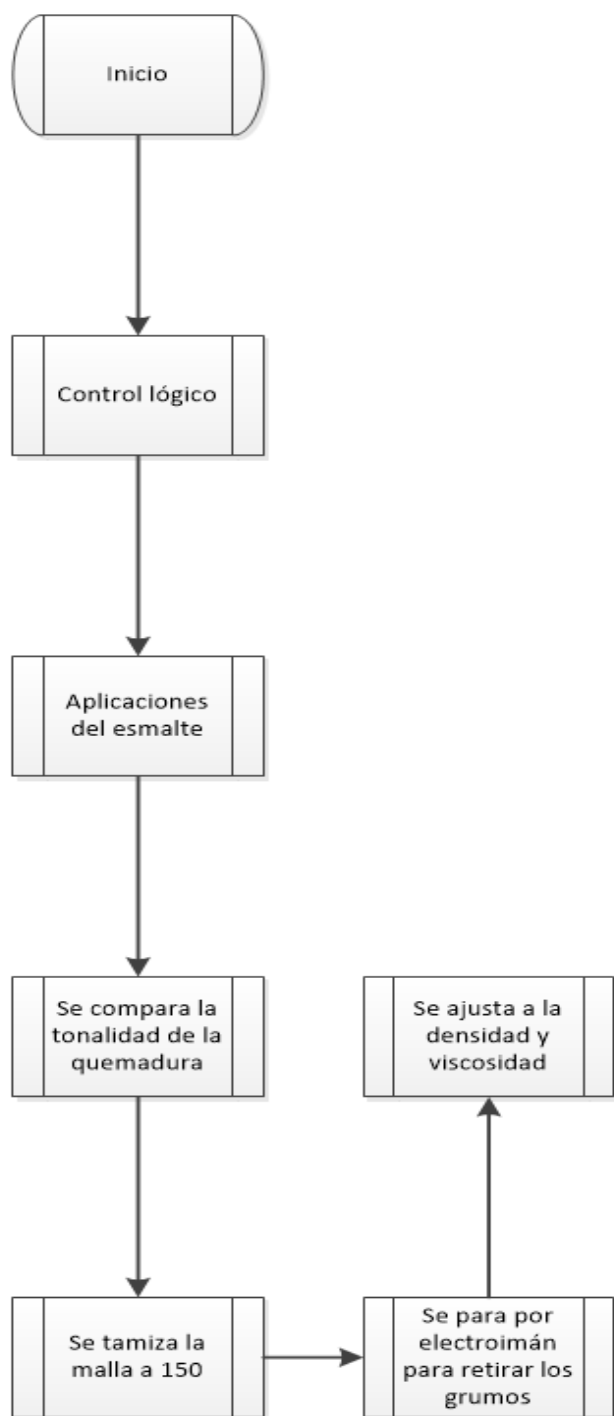 Inicio
Control lógico
Aplicaciones
del esmalte
Se compara la
tonalidad de la
quemadura
Se tamiza la
malla a 150
Se para por
electroimán
para retirar los
grumos
Se ajusta a la
densidad y
viscosidad